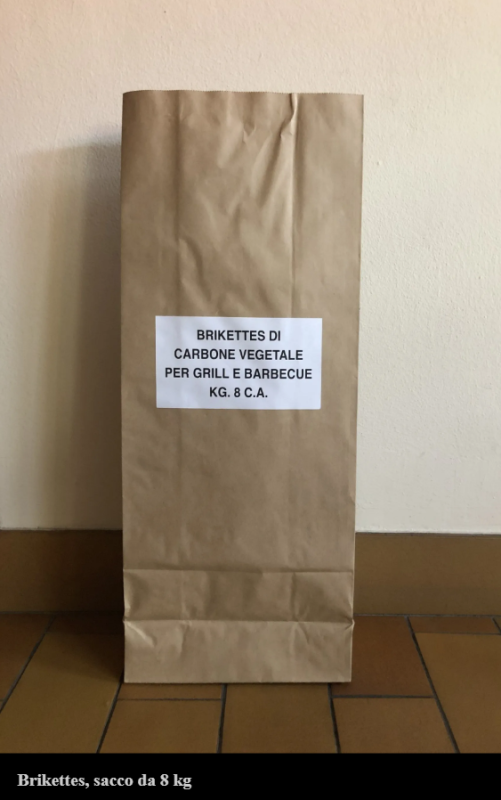 BRIKETTES DI
CARBONE VEGETALE
PER GRILL E BARBECUE
KG. 8 C.A.
Brikettes, sacco da 8 kg